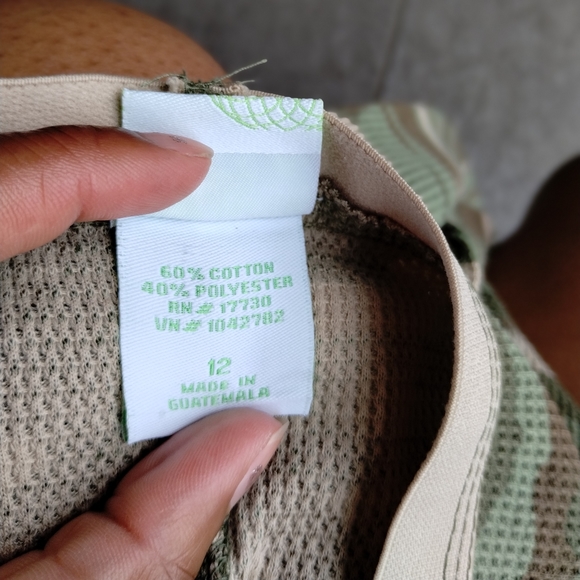 60% COTTON
40% POLYESTER
RN# 17730
VN# 1042782
12
MADE IN
GUATEMALA